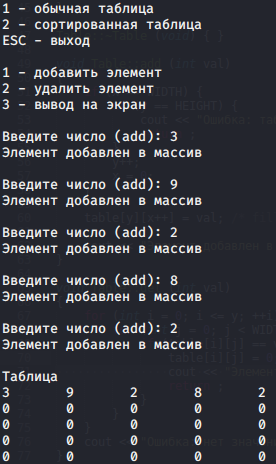 1 - обычная таблица
2 - сортированная таблица
ESC - выход
1 - добавить элемент
2 - удалить элемент
3 - вывод на экран
Введите число (add): 3
Элемент добавлен в массив
Введите число (add): 9
Элемент добавлен в массив
Введите число (add): 2
Элемент добавлен в массив
Введите число (add): 8
Элемент добавлен в массив
Введите число (add): 2
Элемент добавлен в массив
Таблица
3 9 2 8 2
0 0 0 0 0
0 0 0 0 0
0 0 0 0 0
0 0 0 0 0